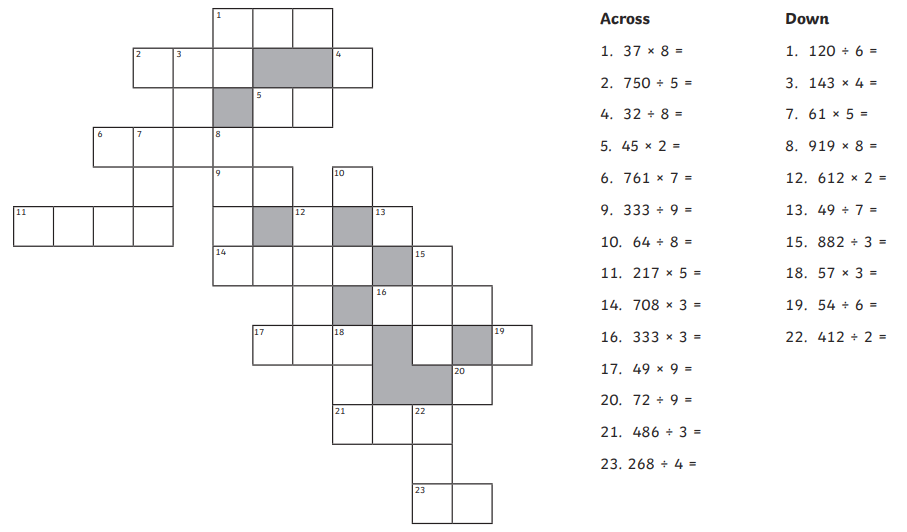 1
2 3 4
5
6 7 8
9 10
11 12 13
14 15
16
17 18 19
20
21 22
23
Across
1. 37 × 8 =
2. 750 ÷ 5 =
4. 32 ÷ 8 =
5. 45 × 2 =
6. 761 × 7 =
9. 333 ÷ 9 =
10. 64 ÷ 8 =
11. 217 × 5 =
14. 708 × 3 =
16. 333 × 3 =
17. 49 × 9 =
20. 72 ÷ 9 =
21. 486 ÷ 3 =
23. 268 ÷ 4 =
Down
1. 120 ÷ 6 =
3. 143 × 4 =
7. 61 × 5 =
8. 919 × 8 =
12. 612 × 2 =
13. 49 ÷ 7 =
15. 882 ÷ 3 =
18. 57 × 3 =
19. 54 ÷ 6 =
22. 412 ÷ 2 =